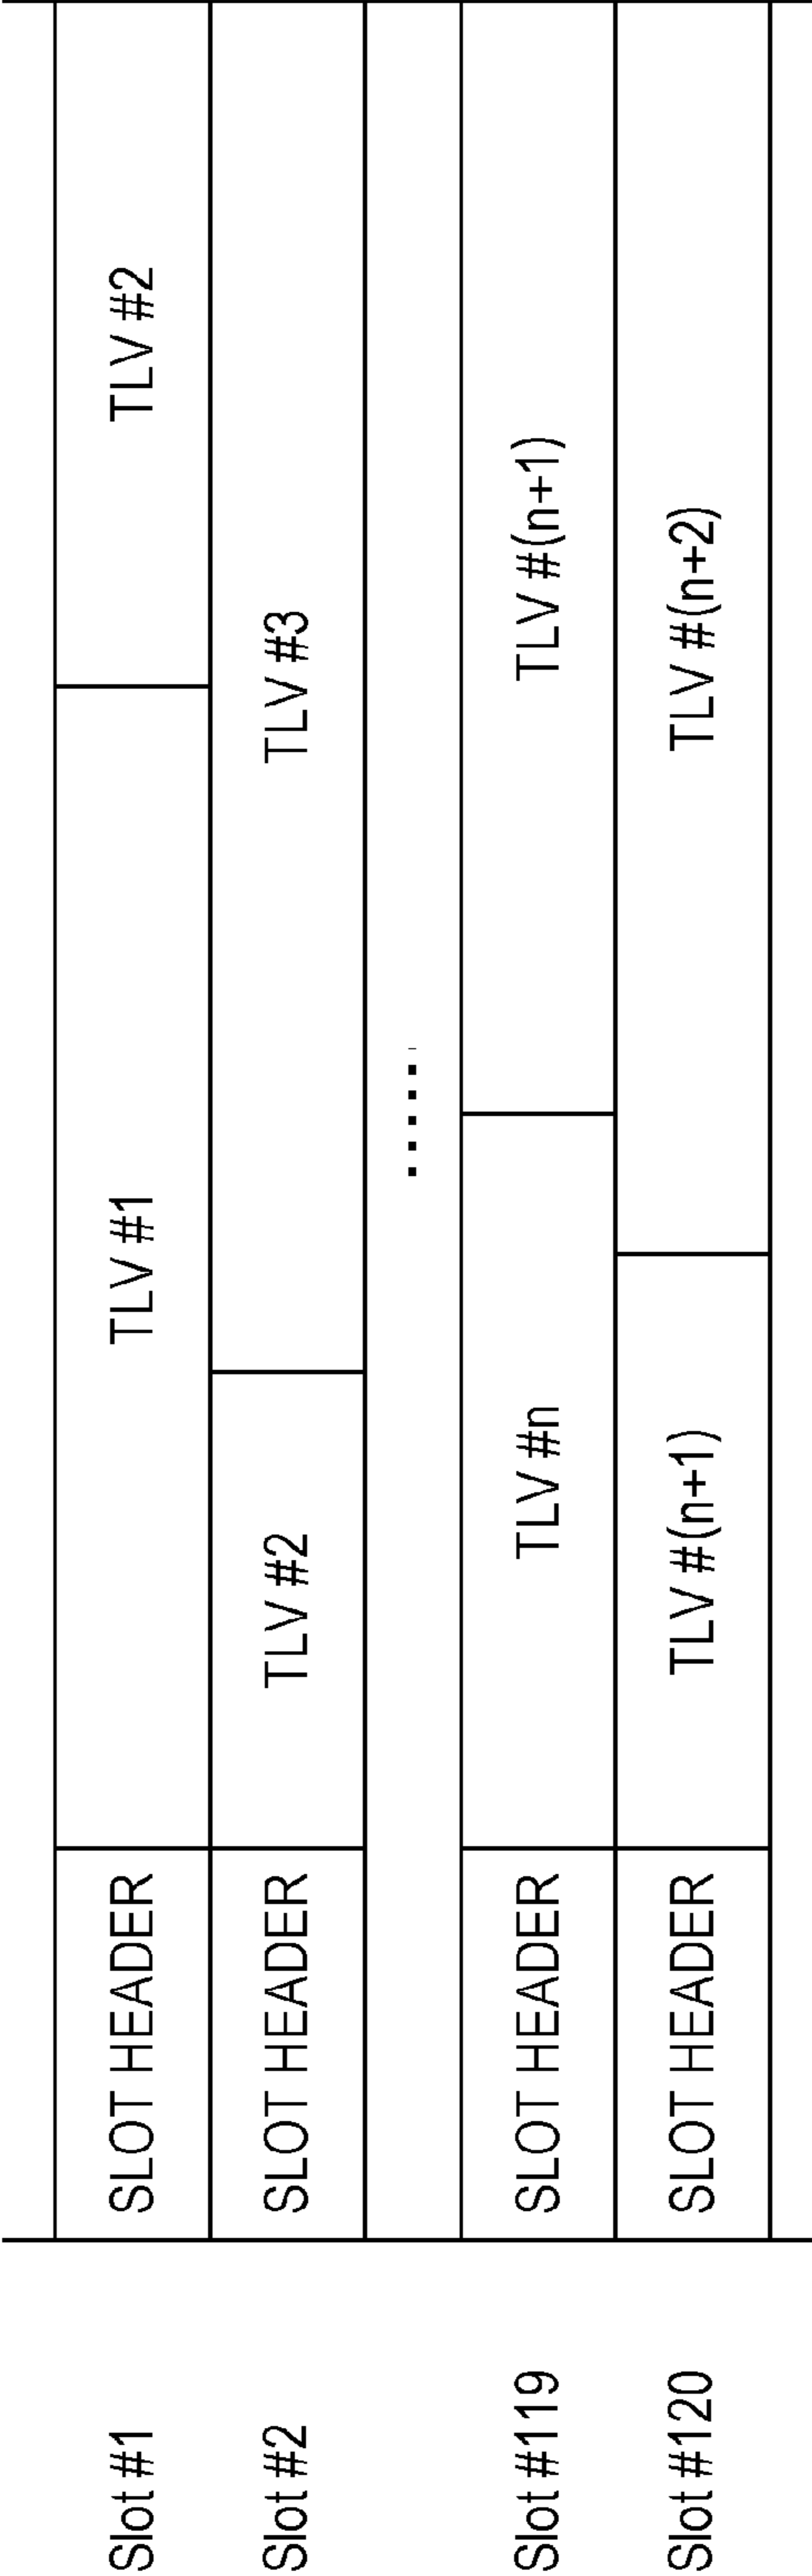 Slot #1 SLOT HEADER TLV #1 TLV #2
Slot #2 SLOT HEADER TLV #2 TLV #3
.....
Slot #119 SLOT HEADER TLV #n TLV #(n+1)
Slot #120 SLOT HEADER TLV #(n+1) TLV #(n+2)